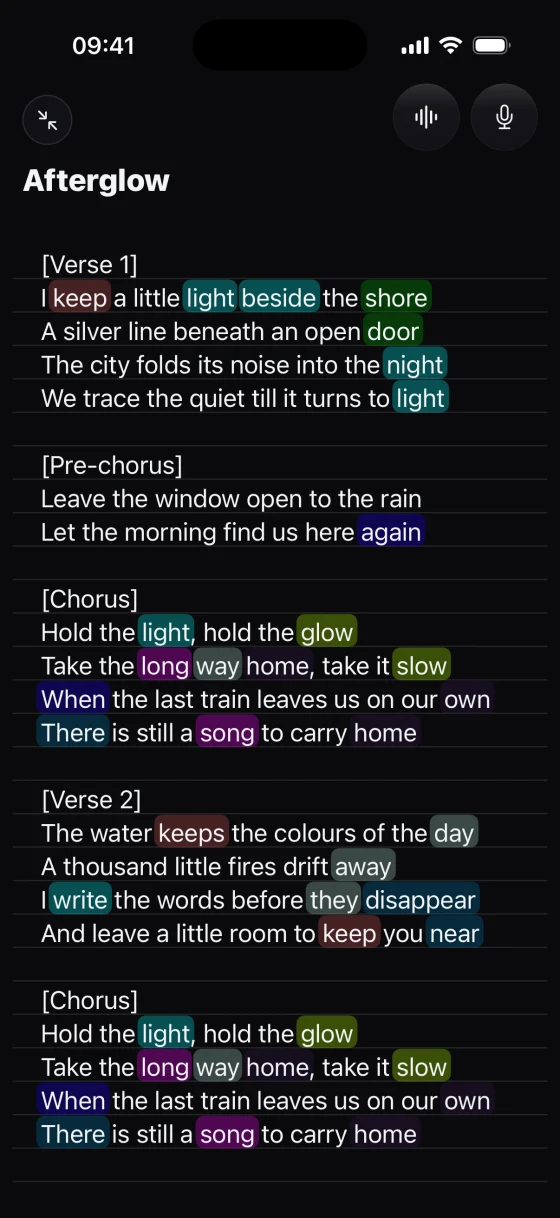 09:41
Afterglow
[Verse 1]
I keep a little light beside the shore
A silver line beneath an open door
The city folds its noise into the night
We trace the quiet till it turns to light
[Pre-chorus]
Leave the window open to the rain
Let the morning find us here again
[Chorus]
Hold the light, hold the glow
Take the long way home, take it slow
When the last train leaves us on our own
There is still a song to carry home
[Verse 2]
The water keeps the colours of the day
A thousand little fires drift away
I write the words before they disappear
And leave a little room to keep you near
[Chorus]
Hold the light, hold the glow
Take the long way home, take it slow
When the last train leaves us on our own
There is still a song to carry home